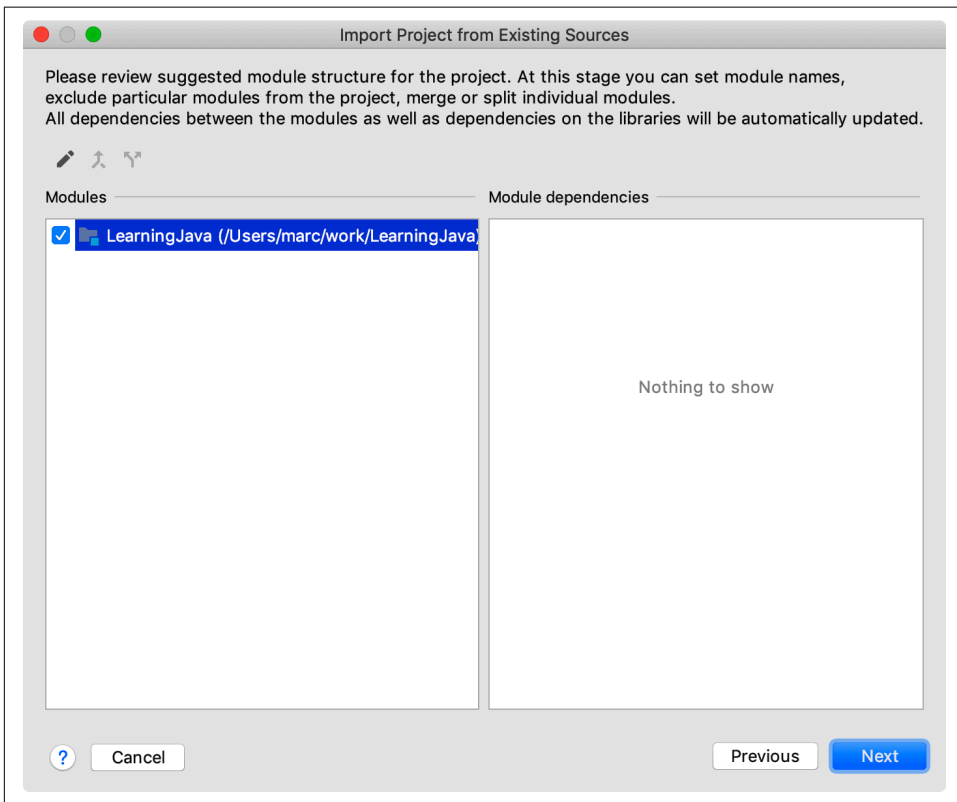 Import Project from Existing Sources
Please review suggested module structure for the project. At this stage you can set module names,
exclude particular modules from the project, merge or split individual modules.
All dependencies between the modules as well as dependencies on the libraries will be automatically updated.
Modules
Module dependencies
LearningJava (/Users/marc/work/LearningJava)
Nothing to show
?
Cancel
Previous
Next